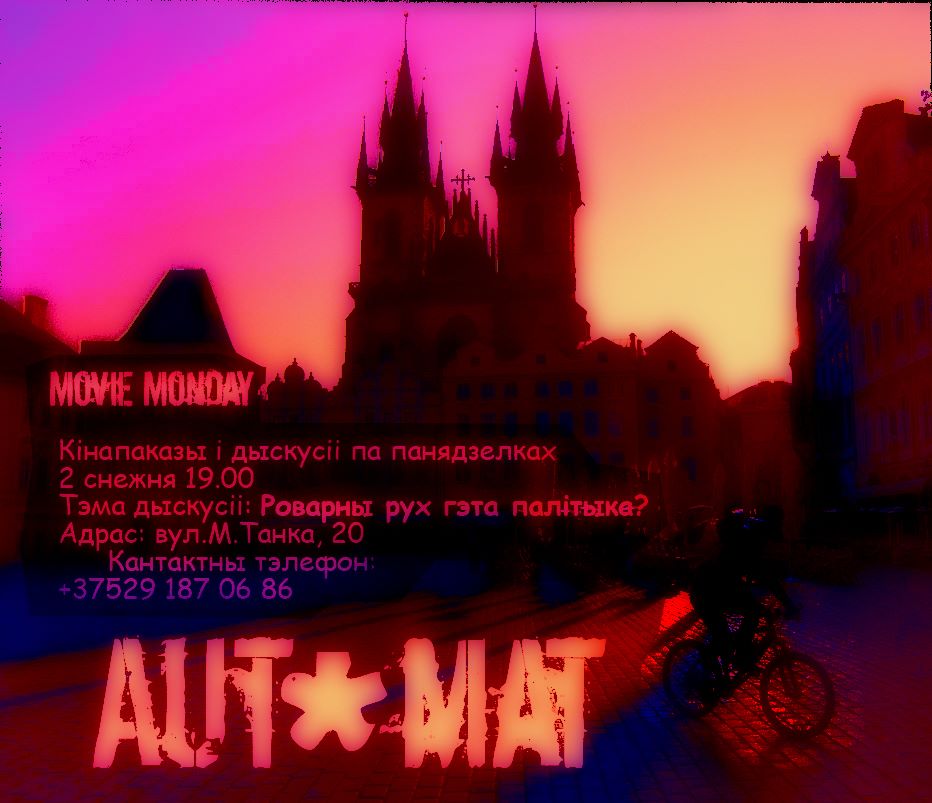 MOVIE MONDAY
Кінапаказы і дыскусіі па панядзелках
2 снежня 19.00
Тэма дыскусіі: Роварны рух гэта палітыка?
Адрас: вул.М.Танка, 20
Кантактны тэлефон:
+37529 187 06 86
AUT*MAT